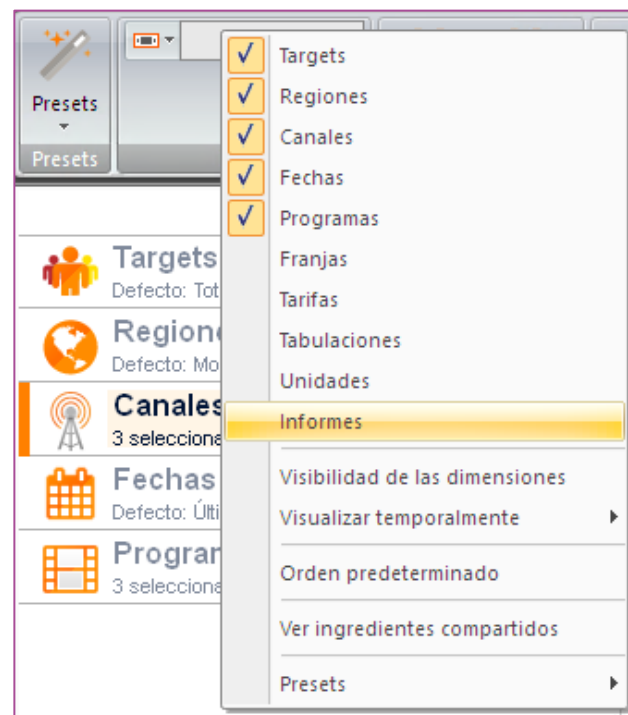 Presets
Presets
Targets
Regiones
Canales
Fechas
Programas
Franjas
Tarifas
Tabulaciones
Unidades
Informes
Visibilidad de las dimensiones
Visualizar temporalmente
Orden predeterminado
Ver ingredientes compartidos
Presets
Targets
Defecto: Tot
Regione
Defecto: Mo
Canales
3 selecciona
Fechas
Defecto: Últi
Program
3 selecciona